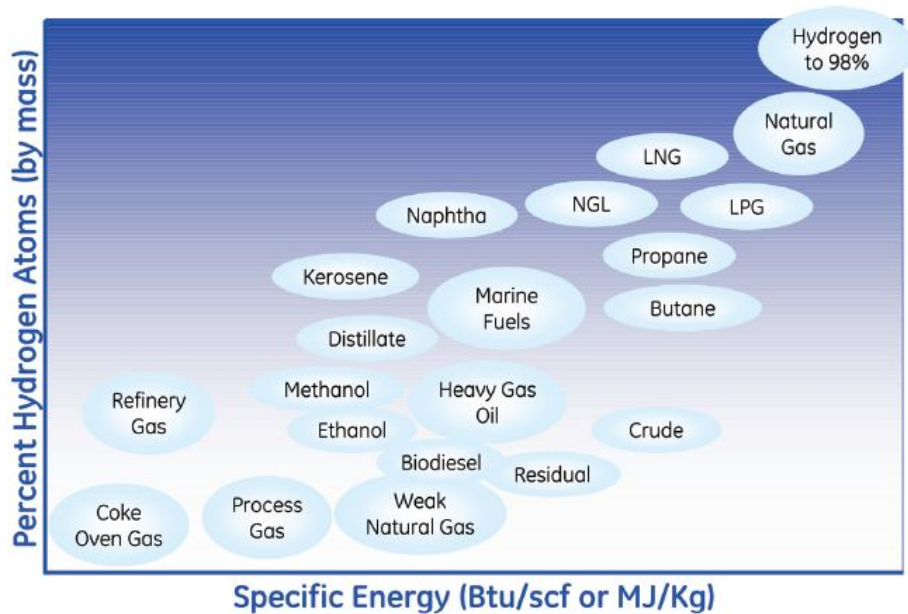 Percent Hydrogen Atoms (by mass)
Hydrogen
to 98%
Natural
Gas
LNG
NGL
LPG
Naphtha
Propane
Kerosene
Marine
Fuels
Butane
Distillate
Methanol
Heavy Gas
Oil
Refinery
Gas
Ethanol
Crude
Biodiesel
Residual
Coke
Oven Gas
Process
Gas
Weak
Natural Gas
Specific Energy (Btu/scf or MJ/Kg)